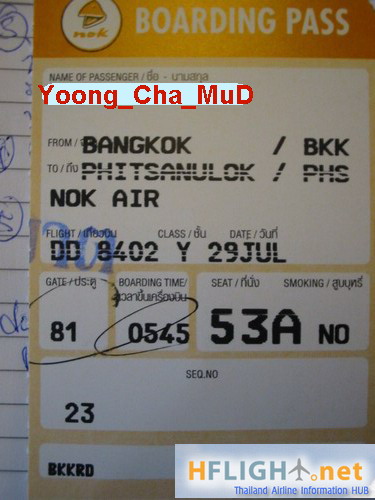 nok
BOARDING PASS
NAME OF PASSENGER / ชื่อ - นามสกุล
Yoong_Cha_MuD
FROM / BANGKOK / BKK
TO / ถึง PHITSANULOK / PHS
NOK AIR
FLIGHT / เที่ยวบิน CLASS / ชั้น DATE / วันที่
DD 8402 Y 29JUL
GATE / ประตู BOARDING TIME/ เวลาขึ้นเครื่องบิน SEAT / ที่นั่ง SMOKING / สูบบุหรี่
81 0545 53A NO
SEQ.NO
23
BKKRD
HFLIGHT.net
Thailand Airline Information HUB